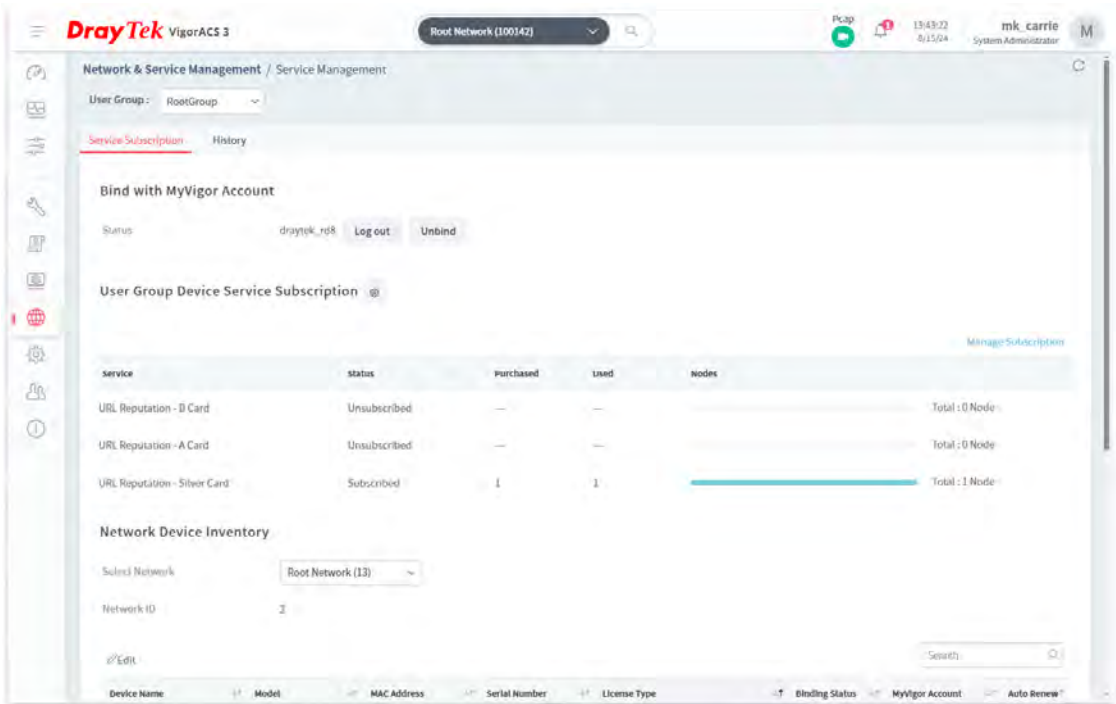 DrayTek VigorACS 3
Root Network (100142)
Pcap
1
13:43:22
8/15/24
mk_carrie
System Administrator
M
Network & Service Management / Service Management
User Group : RootGroup
Service Subscription History
Bind with MyVigor Account
Status draytek_rd8 Log out Unbind
User Group Device Service Subscription
Manage Subscription
Service Status Purchased Used Nodes
URL Reputation - B Card Unsubscribed — — Total : 0 Node
URL Reputation - A Card Unsubscribed — — Total : 0 Node
URL Reputation - Silver Card Subscribed 1 1 Total : 1 Node
Network Device Inventory
Select Network Root Network (13)
Network ID 2
Edit Search
Device Name Model MAC Address Serial Number License Type Binding Status MyVigor Account Auto Renew